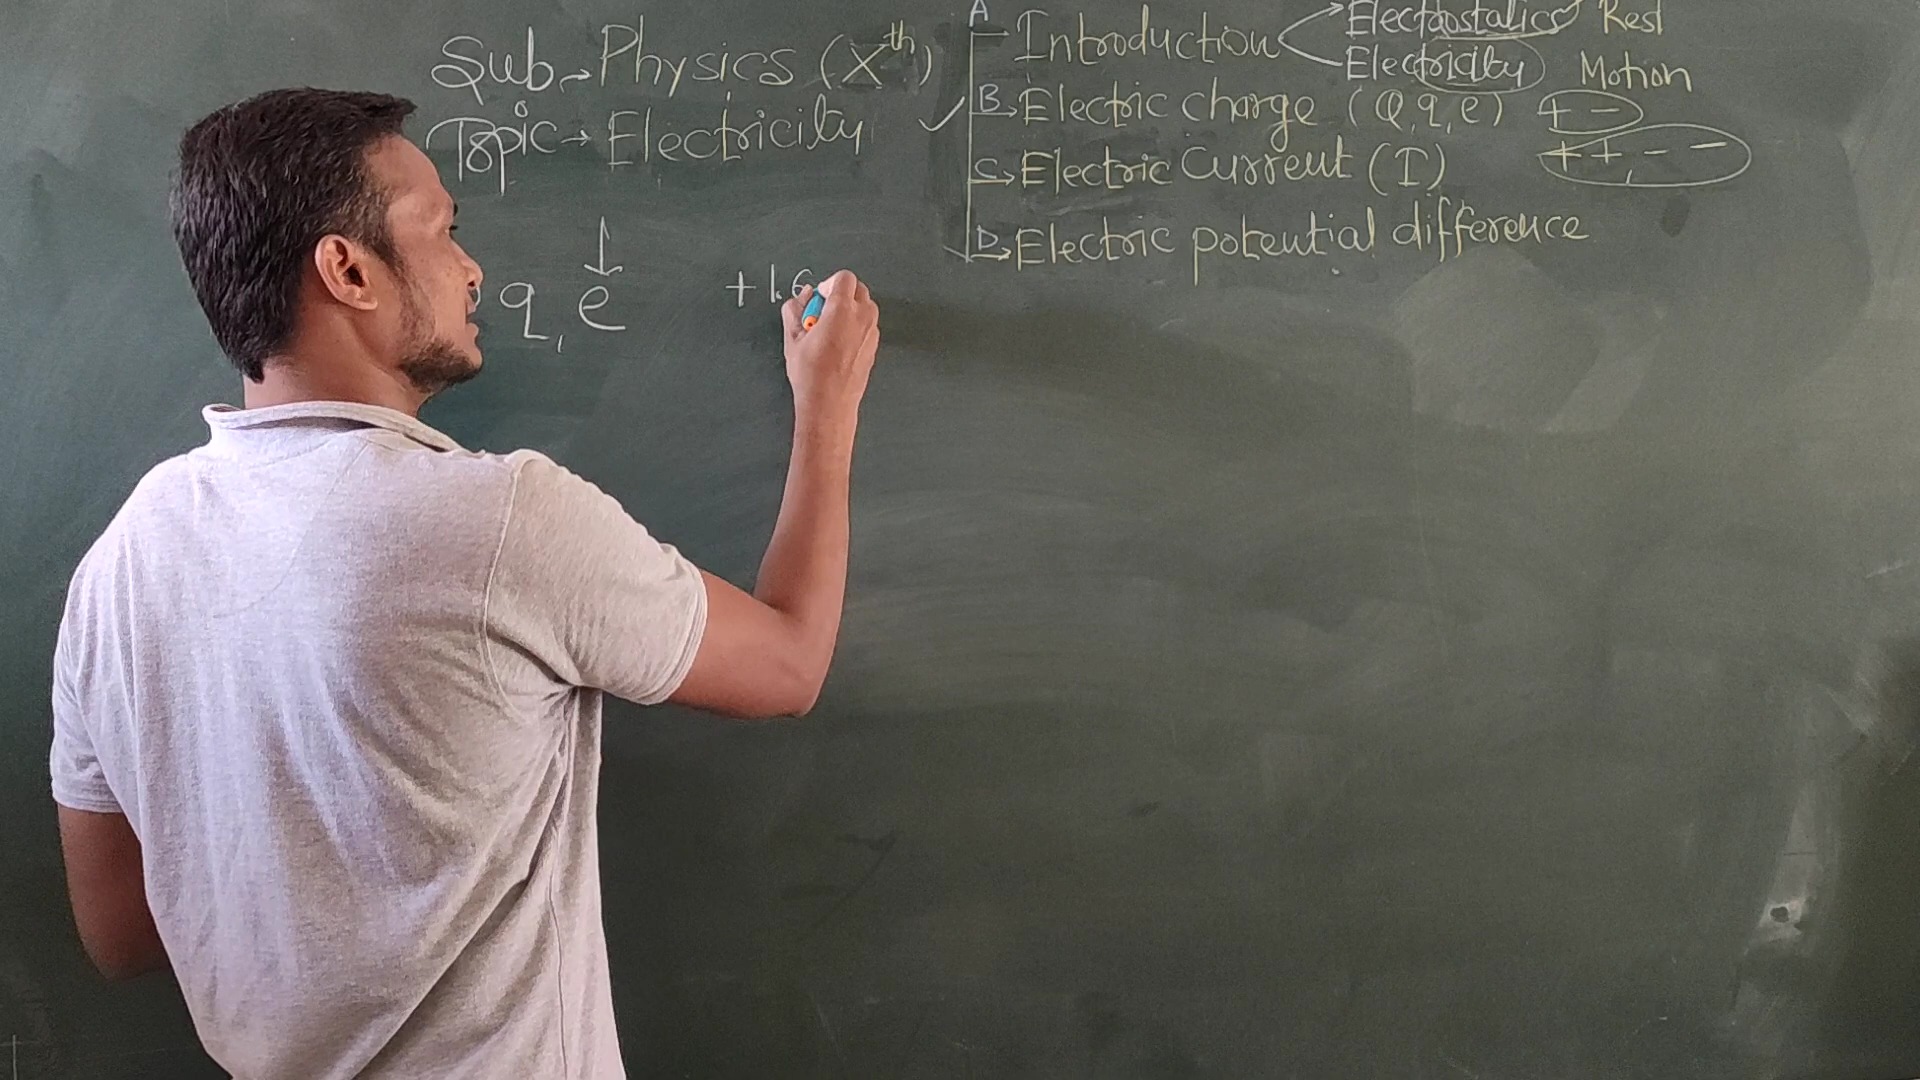 Sub → Physics (Xth)
Topic → Electricity
A Introduction
Electrostatics Rest
Electricity Motion
B Electric charge (Q, q, e) + -
C Electric Current (I) + + - -
D Electric potential difference
q, e
+1.6